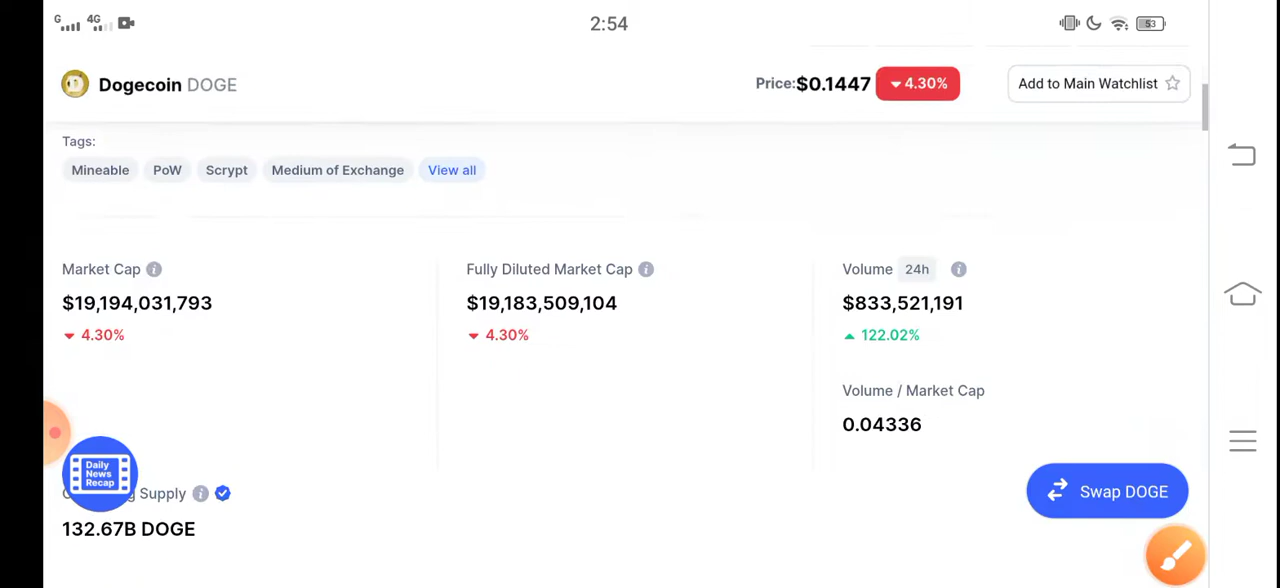 G 4G 2:54 53
Dogecoin DOGE Price:$0.1447 4.30% Add to Main Watchlist
Tags:
Mineable PoW Scrypt Medium of Exchange View all
Market Cap Fully Diluted Market Cap Volume 24h
$19,194,031,793 $19,183,509,104 $833,521,191
4.30% 4.30% 122.02%
Volume / Market Cap
0.04336
Daily
News
Recap
Supply
Swap DOGE
132.67B DOGE